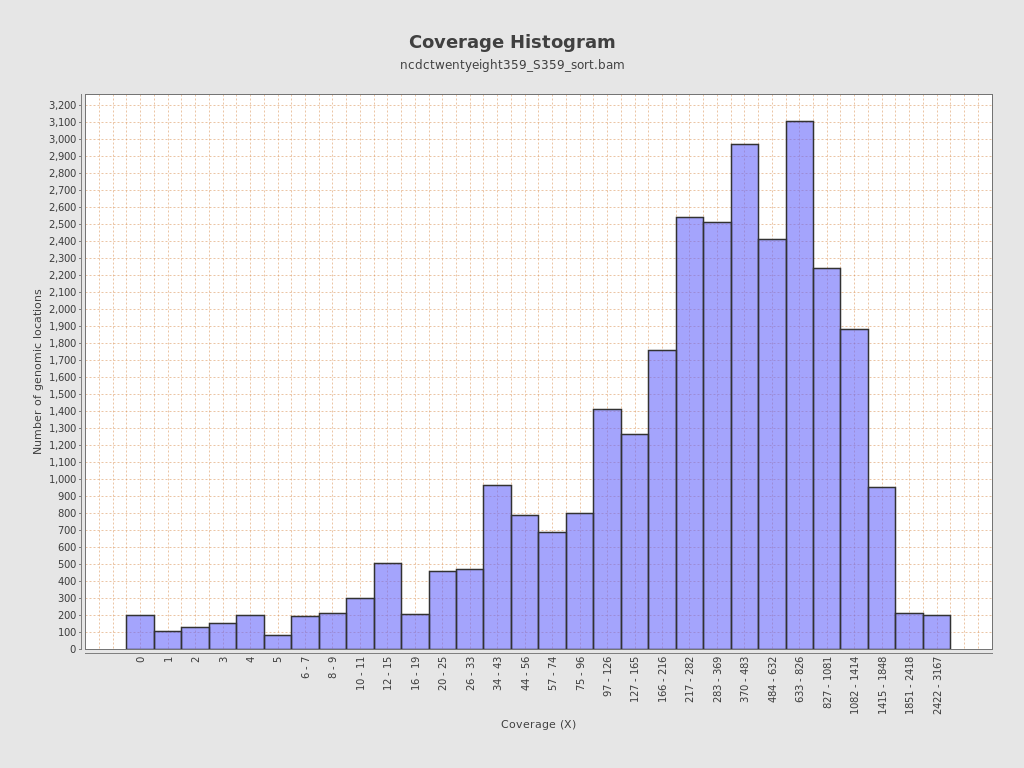 Coverage Histogram
ncdctwentyeight359_S359_sort.bam
Number of genomic locations
3,200
3,100
3,000
2,900
2,800
2,700
2,600
2,500
2,400
2,300
2,200
2,100
2,000
1,900
1,800
1,700
1,600
1,500
1,400
1,300
1,200
1,100
1,000
900
800
700
600
500
400
300
200
100
0
0
1
2
3
4
5
6 - 7
8 - 9
10 - 11
12 - 15
16 - 19
20 - 25
26 - 33
34 - 43
44 - 56
57 - 74
75 - 96
97 - 126
127 - 165
166 - 216
217 - 282
283 - 369
370 - 483
484 - 632
633 - 826
827 - 1081
1082 - 1414
1415 - 1848
1851 - 2418
2422 - 3167
Coverage (X)